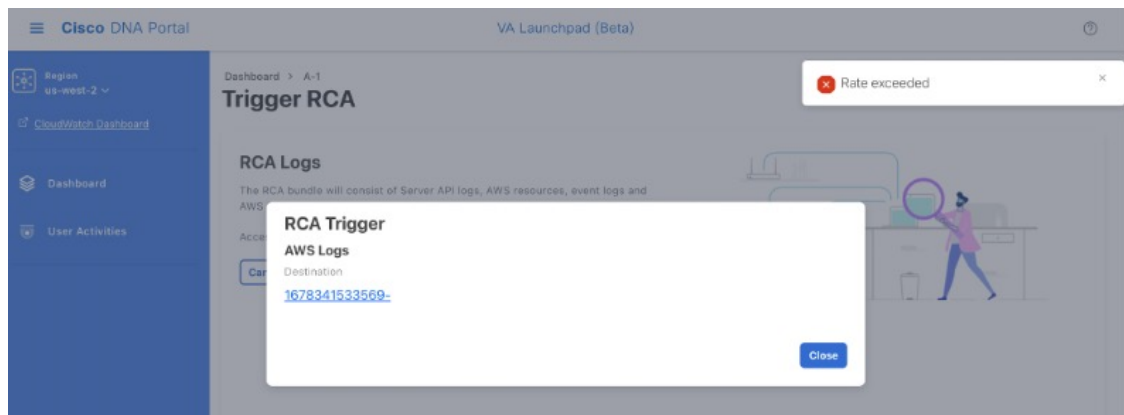 Cisco DNA Portal
VA Launchpad (Beta)
Region
us-west-2
CloudWatch Dashboard
Dashboard
User Activities
Dashboard > A-1
Trigger RCA
Rate exceeded
RCA Logs
The RCA bundle will consist of Server API logs, AWS resources, event logs and
AWS
RCA Trigger
AWS Logs
Destination
1678341533569-
Close